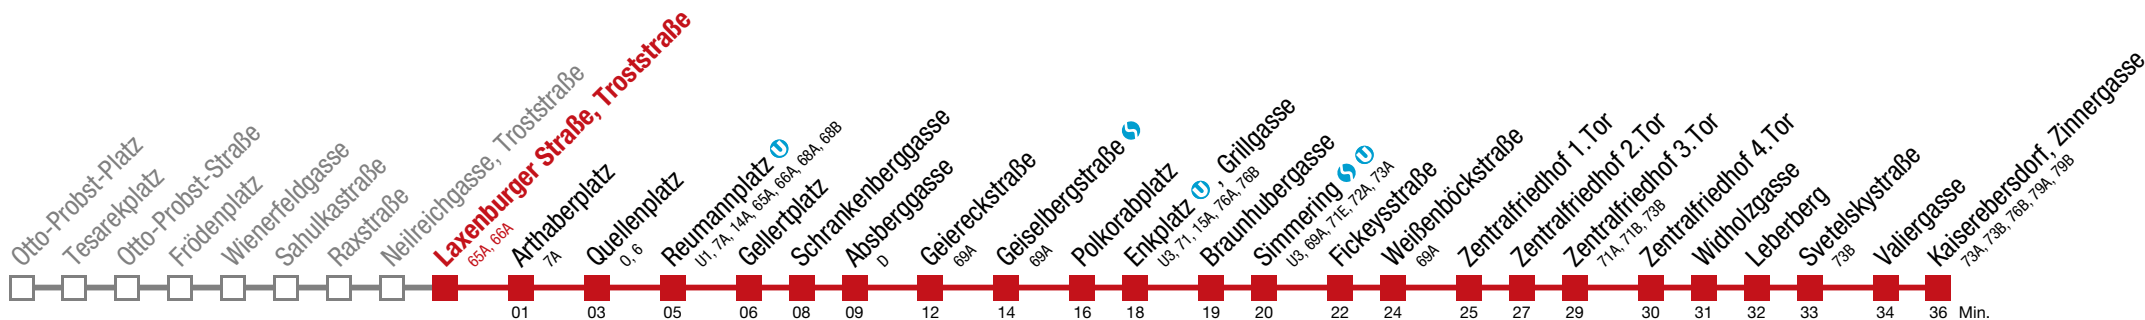 Otto-Probst-Platz
Tesarekplatz
Otto-Probst-Straße
Frödenplatz
Wienerfeldgasse
Sahulkastraße
Raxstraße
Neilreichgasse, Troststraße
Laxenburger Straße, Troststraße
65A, 66A
Arthaberplatz
7A
Quellenplatz
O, 6
Reumannplatz U
U1, 7A, 14A, 65A, 66A, 68A, 68B
Gellertplatz
Schrankenberggasse
Absberggasse
D
Geiereckstraße
69A
Geiselbergstraße S
69A
Polkorabplatz
Enkplatz U , Grillgasse
U3, 71, 15A, 76A, 76B
Braunhubergasse
Simmering S U
U3, 69A, 71E, 72A, 73A
Fickeysstraße
Weißenböckstraße
69A
Zentralfriedhof 1.Tor
Zentralfriedhof 2.Tor
Zentralfriedhof 3.Tor
71A, 71B, 73B
Zentralfriedhof 4.Tor
Widholzgasse
Leberberg
Svetelskystraße
73B
Valiergasse
Kaiserebersdorf, Zinnergasse
73A, 73B, 76B, 79A, 79B
01 03 05 06 08 09 12 14 16 18 19 20 22 24 25 27 29 30 31 32 33 34 36 Min.